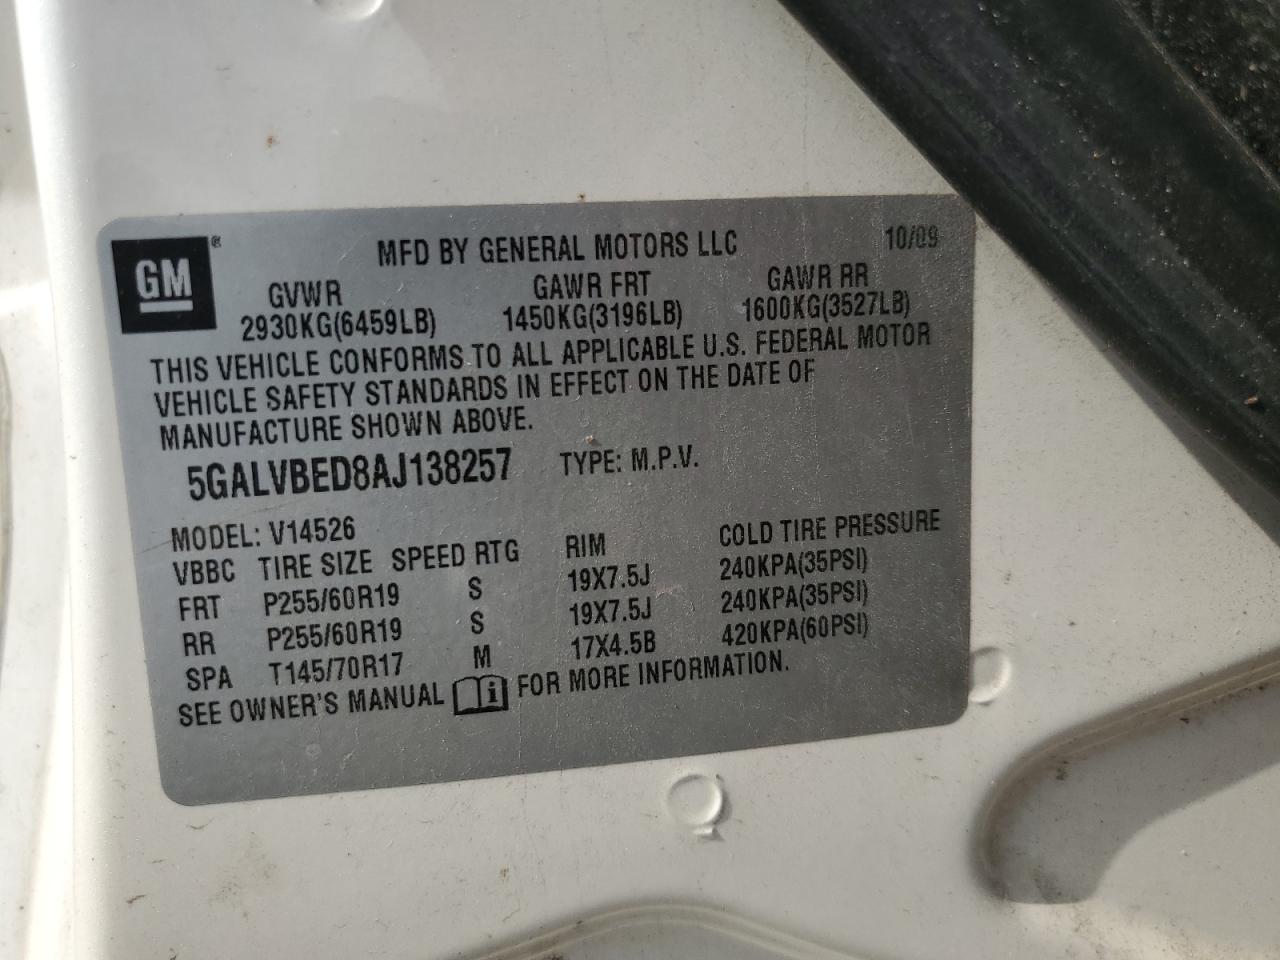 GM ®
MFD BY GENERAL MOTORS LLC 10/09
GVWR GAWR FRT GAWR RR
2930KG(6459LB) 1450KG(3196LB) 1600KG(3527LB)
THIS VEHICLE CONFORMS TO ALL APPLICABLE U.S. FEDERAL MOTOR
VEHICLE SAFETY STANDARDS IN EFFECT ON THE DATE OF
MANUFACTURE SHOWN ABOVE.
5GALVBED8AJ138257 TYPE: M.P.V.
MODEL: V14526
VBBC TIRE SIZE SPEED RTG RIM COLD TIRE PRESSURE
FRT P255/60R19 S 19X7.5J 240KPA(35PSI)
RR P255/60R19 S 19X7.5J 240KPA(35PSI)
SPA T145/70R17 M 17X4.5B 420KPA(60PSI)
SEE OWNER'S MANUAL i FOR MORE INFORMATION.